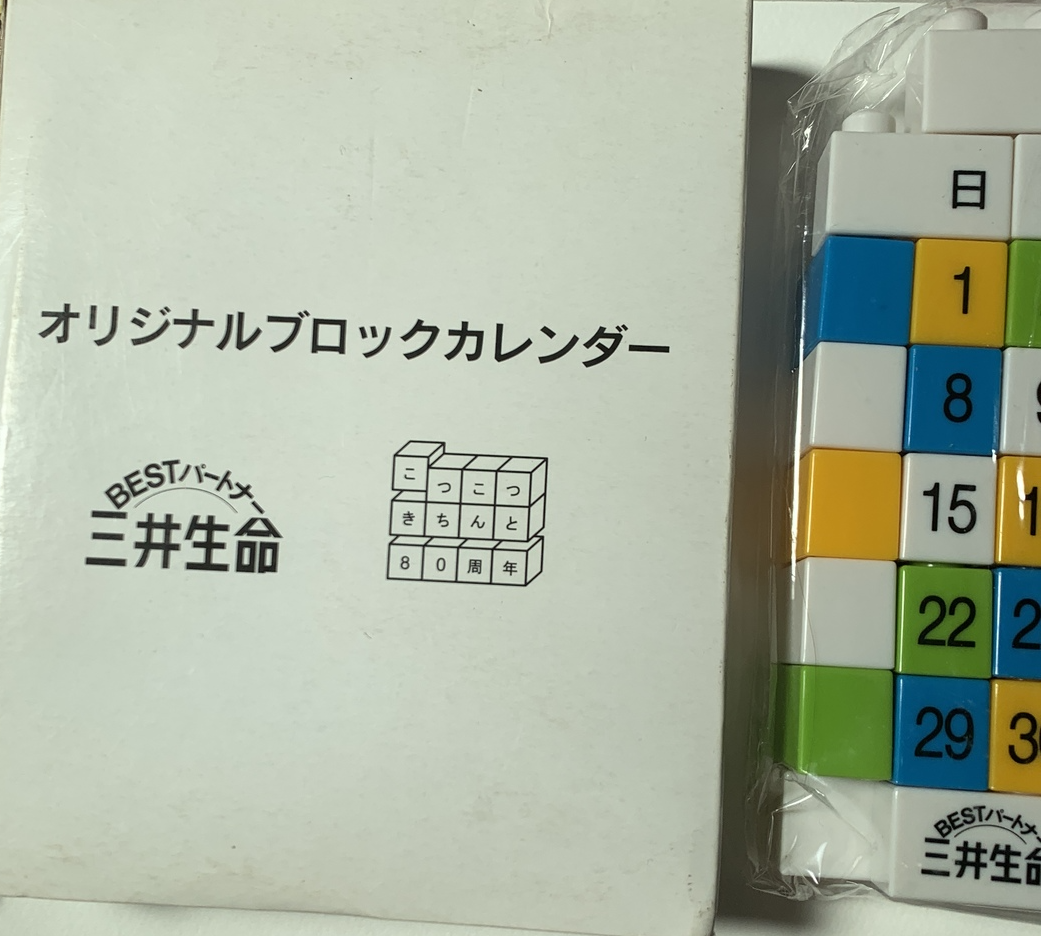 オリジナルブロックカレンダー
BESTパートナー
三井生命
こつこつ
きちんと
80周年
日
1
8
15
22
29
30
BESTパートナー
三井生命